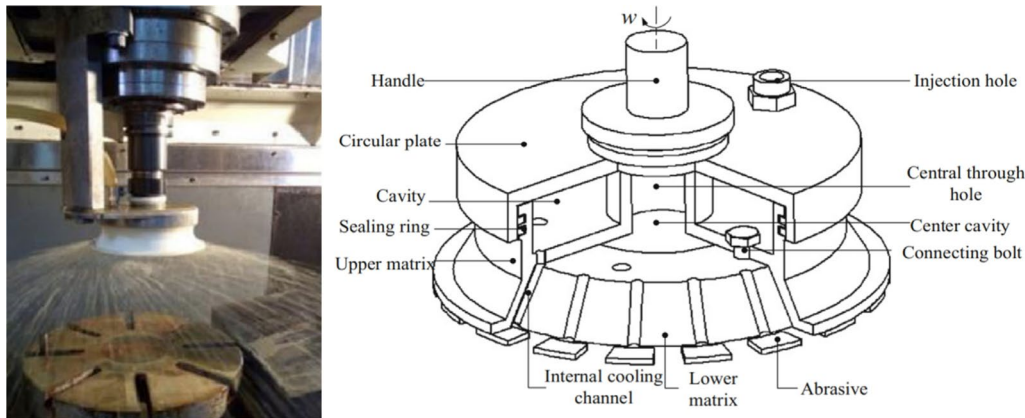 w
Handle
Injection hole
Circular plate
Central through
hole
Cavity
Sealing ring
Center cavity
Upper matrix
Connecting bolt
Internal cooling
channel
Lower
matrix
Abrasive